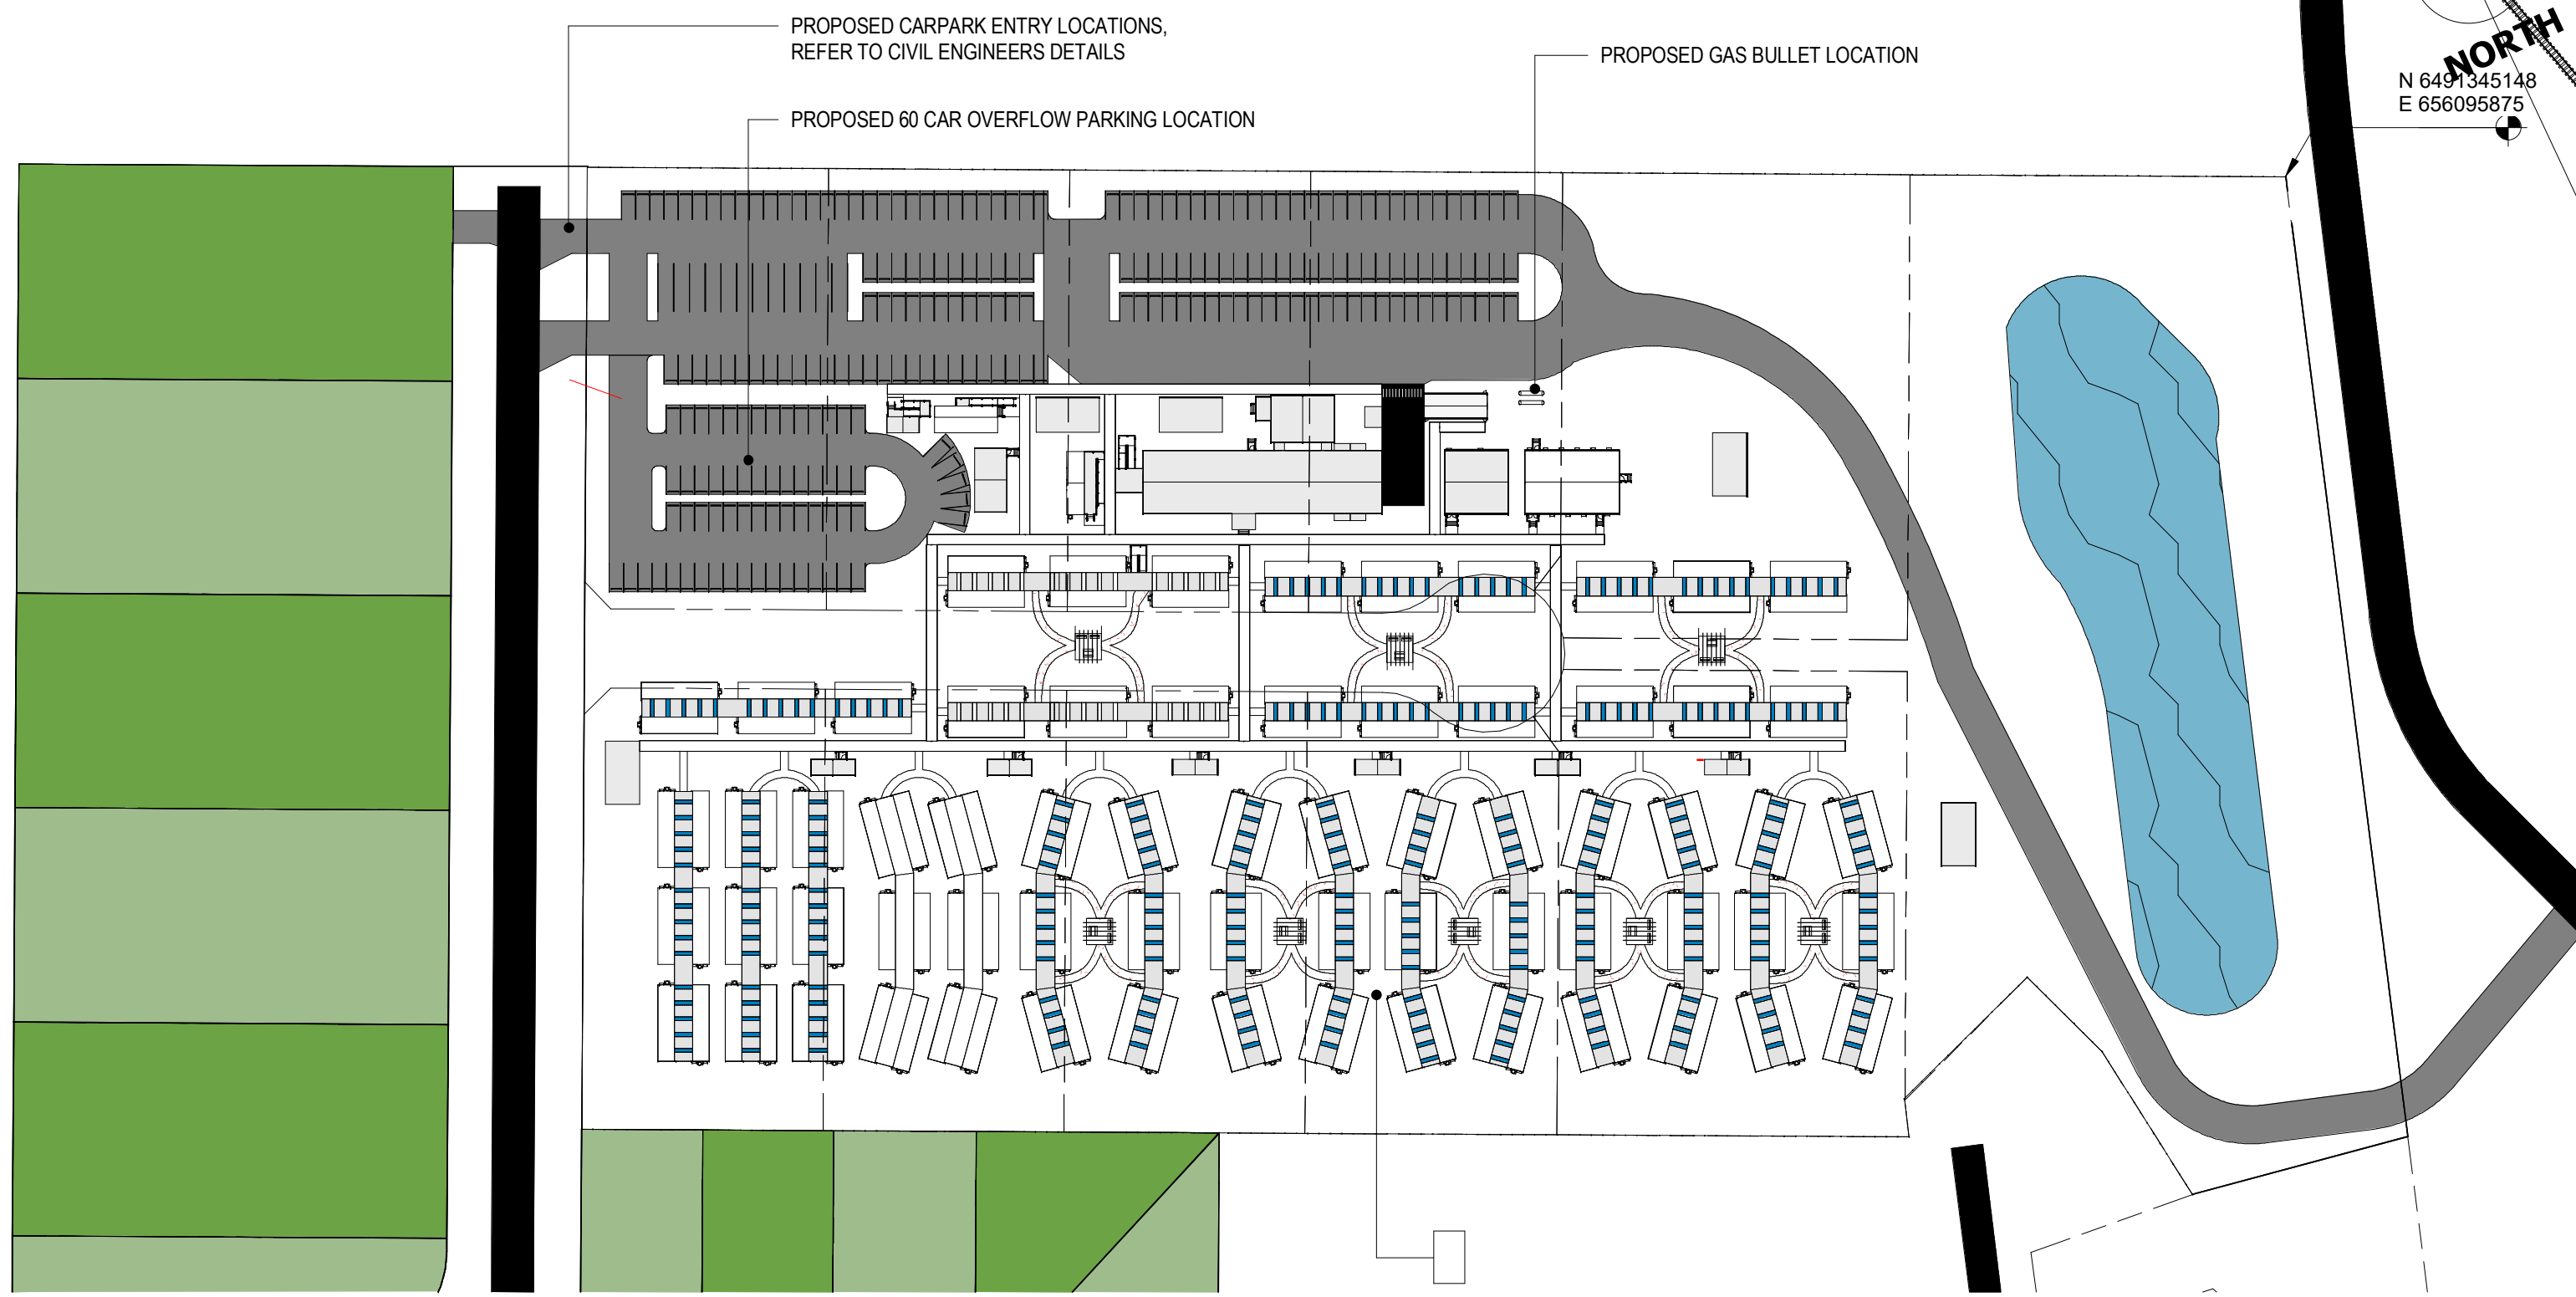 PROPOSED CARPARK ENTRY LOCATIONS,
REFER TO CIVIL ENGINEERS DETAILS
PROPOSED GAS BULLET LOCATION
NORTH
N 6491345148
E 656095875
PROPOSED 60 CAR OVERFLOW PARKING LOCATION